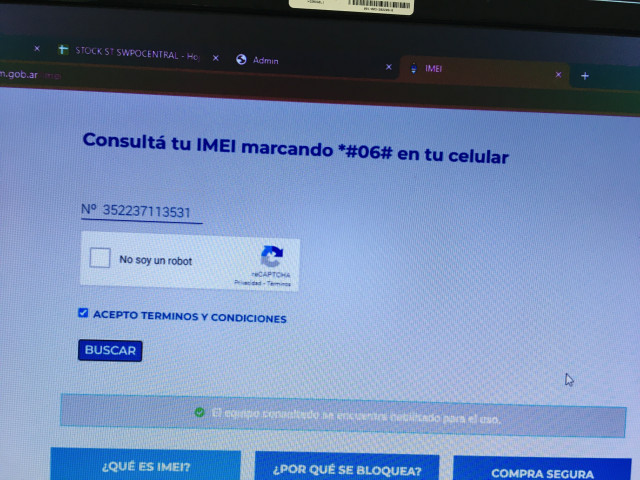 STOCK ST SWPOCENTRAL - Ho
Admin
IMEI
m.gob.ar
Consultá tu IMEI marcando *#06# en tu celular
Nº 352237113531
No soy un robot
reCAPTCHA
Privacidad - Términos
ACEPTO TERMINOS Y CONDICIONES
BUSCAR
El equipo consultado se encuentra habilitado para el uso.
¿QUÉ ES IMEI?
¿POR QUÉ SE BLOQUEA?
COMPRA SEGURA